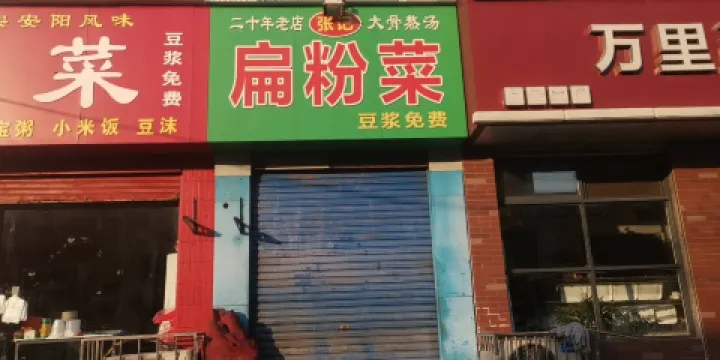 安阳风味
菜
豆浆免费
粥 小米饭 豆沫
二十年老店 张记 大骨熬汤
扁粉菜
豆浆免费
万里